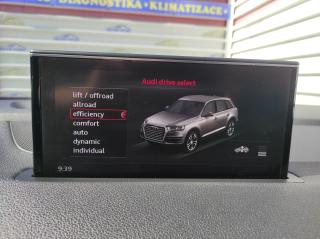 DIAGNOSTIKA - KLIMATIZACE
Audi drive select
lift / offroad
allroad
efficiency
comfort
auto
dynamic
individual
9:39